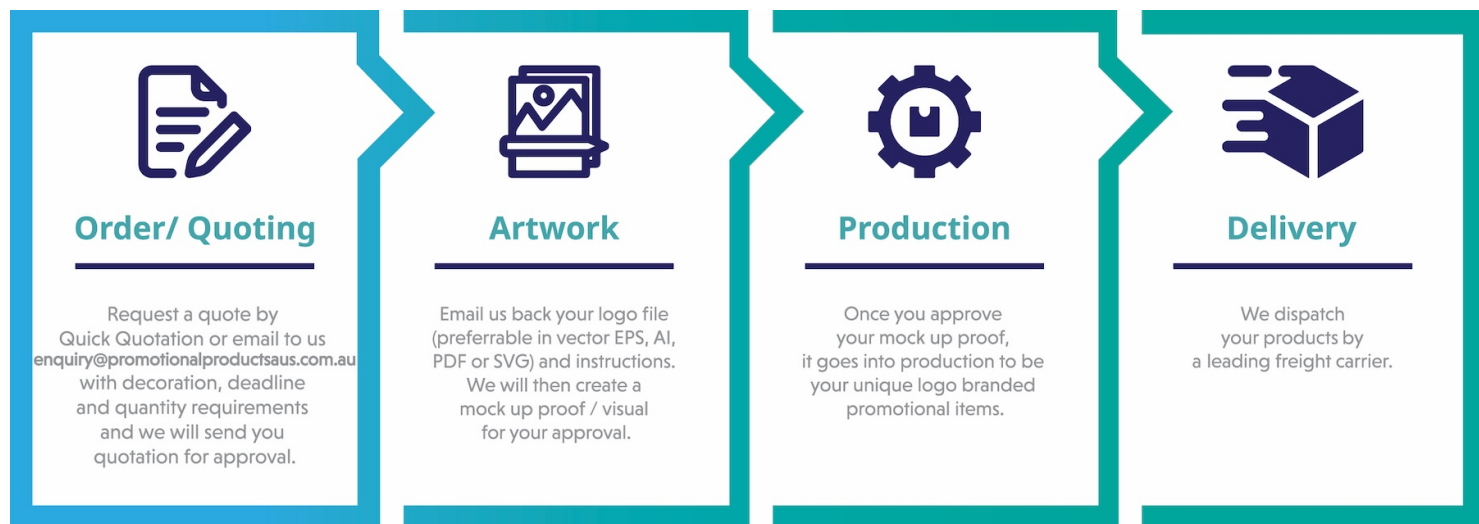 Order/ Quoting
Request a quote by
Quick Quotation or email to us
enquiry@promotionalproductsaus.com.au
with decoration, deadline
and quantity requirements
and we will send you
quotation for approval.
Artwork
Email us back your logo file
(preferrable in vector EPS, AI,
PDF or SVG) and instructions.
We will then create a
mock up proof / visual
for your approval.
Production
Once you approve
your mock up proof,
it goes into production to be
your unique logo branded
promotional items.
Delivery
We dispatch
your products by
a leading freight carrier.